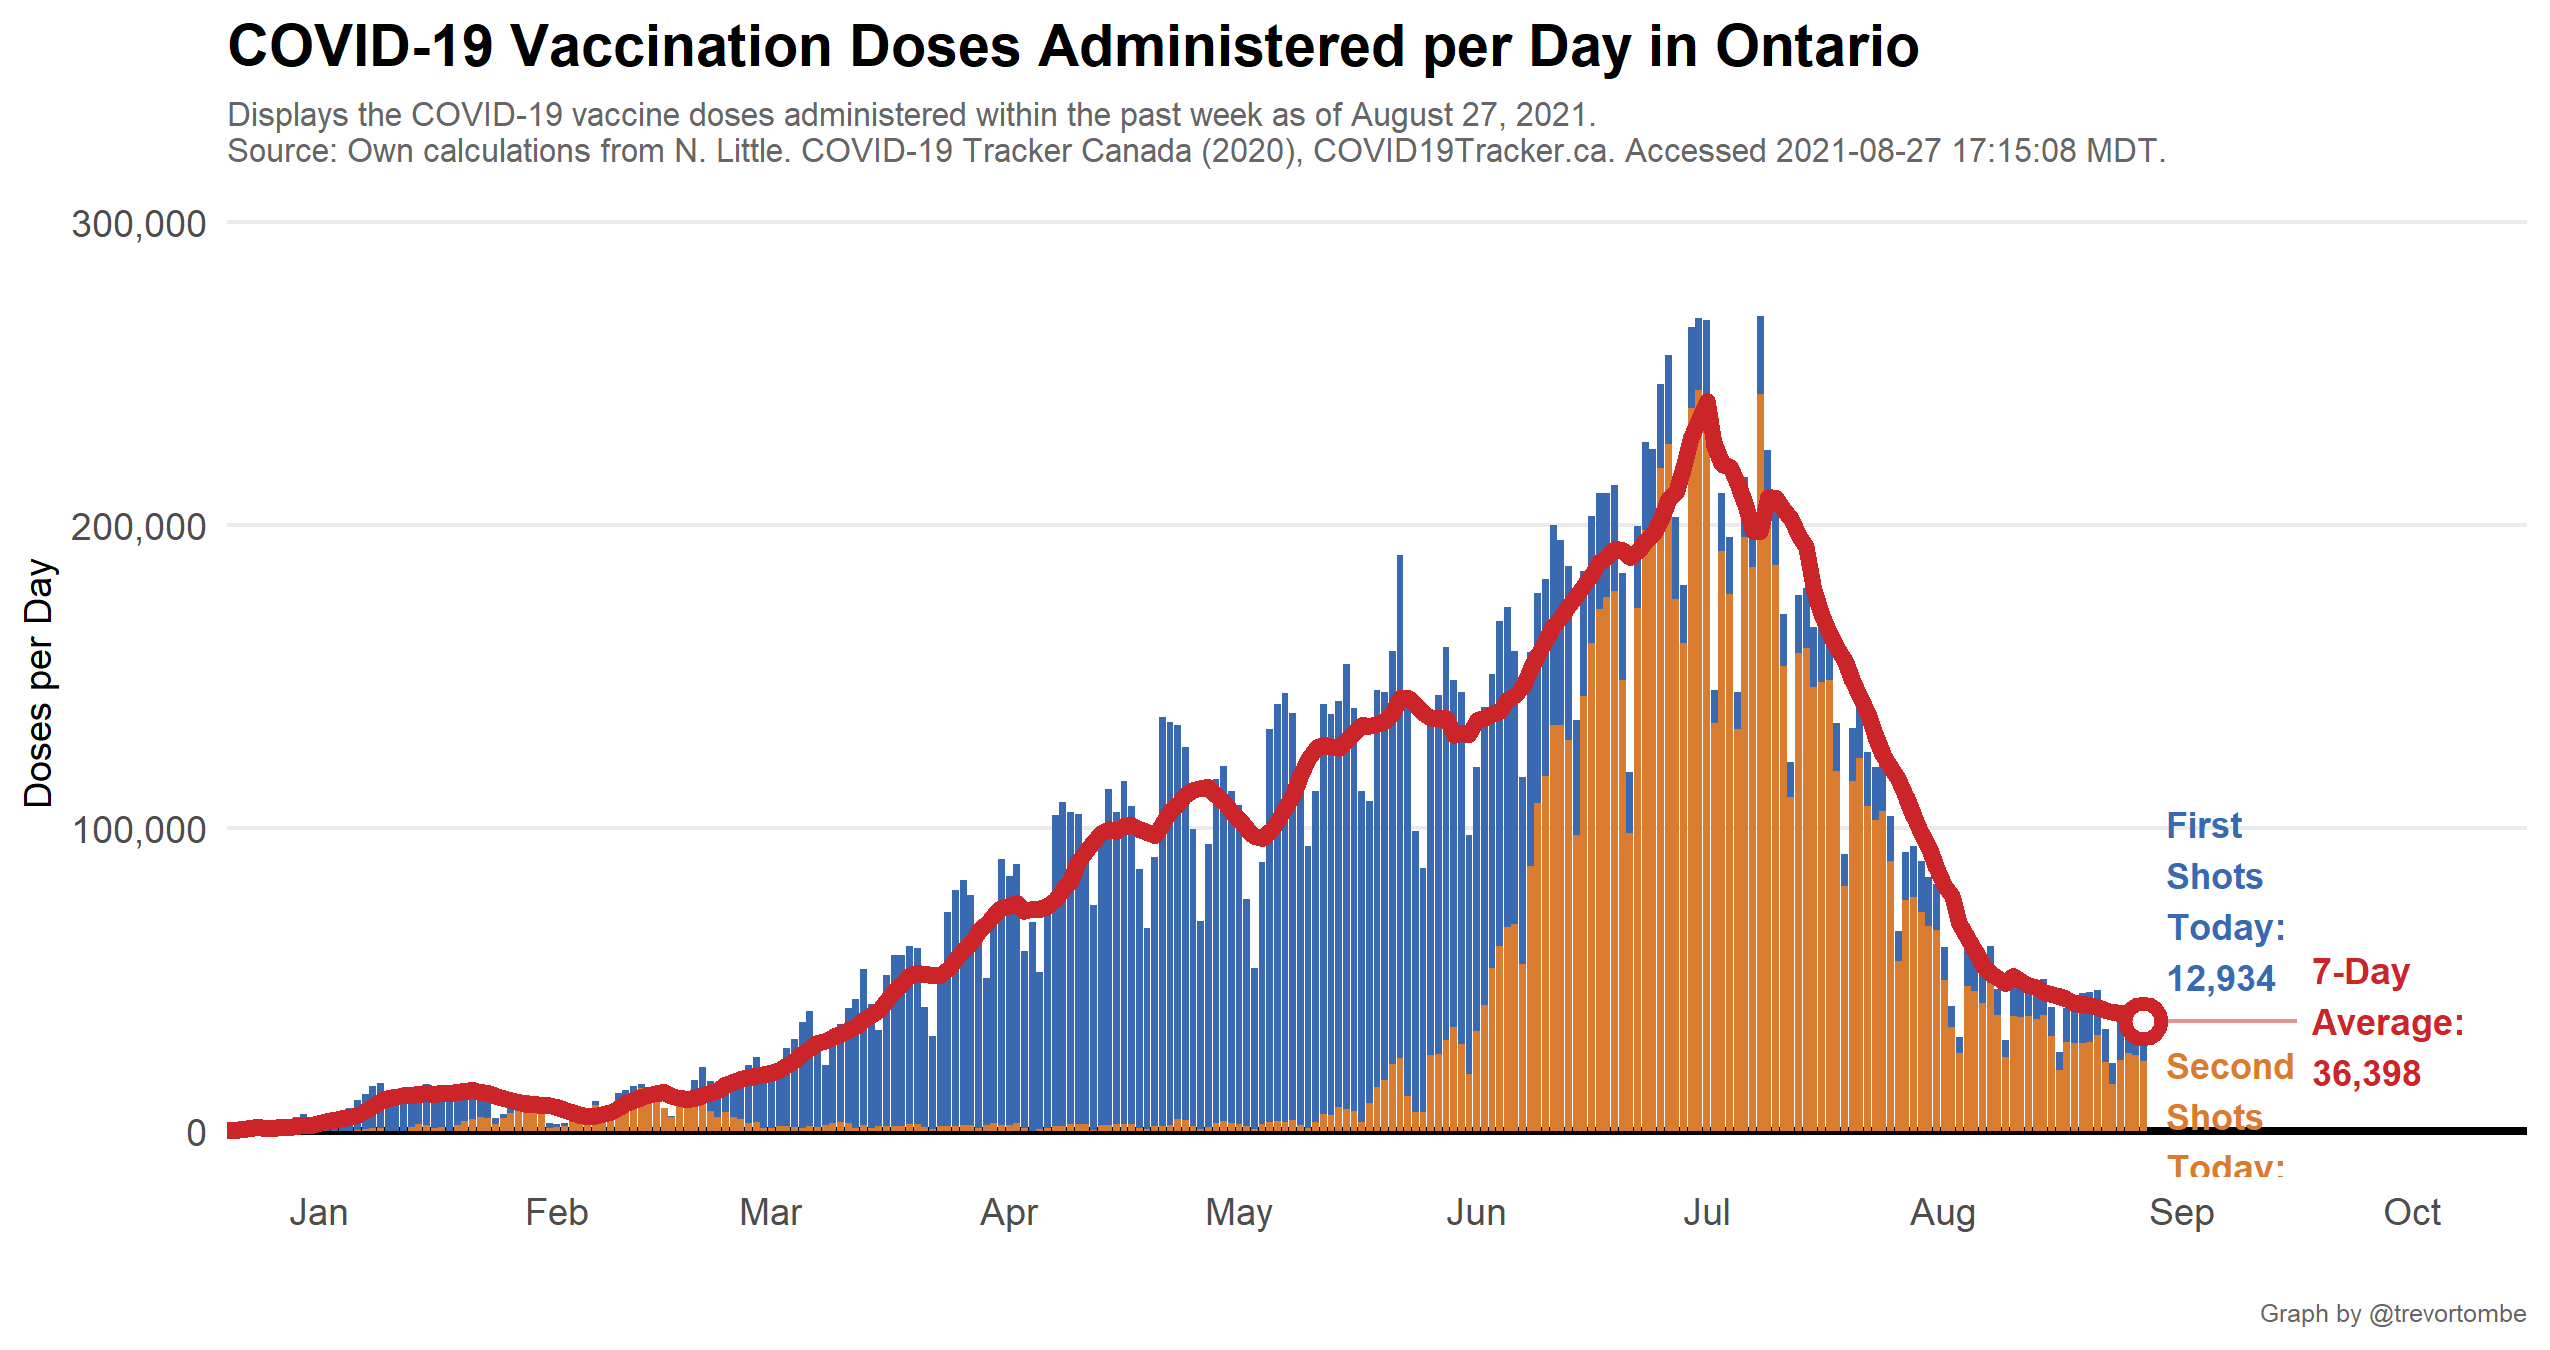 COVID-19 Vaccination Doses Administered per Day in Ontario
Displays the COVID-19 vaccine doses administered within the past week as of August 27, 2021.
Source: Own calculations from N. Little. COVID-19 Tracker Canada (2020), COVID19Tracker.ca. Accessed 2021-08-27 17:15:08 MDT.
Doses per Day
300,000
200,000
100,000
0
First
Shots
Today:
12,934
7-Day
Average:
36,398
Second
Shots
Today:
Jan
Feb
Mar
Apr
May
Jun
Jul
Aug
Sep
Oct
Graph by @trevortombe